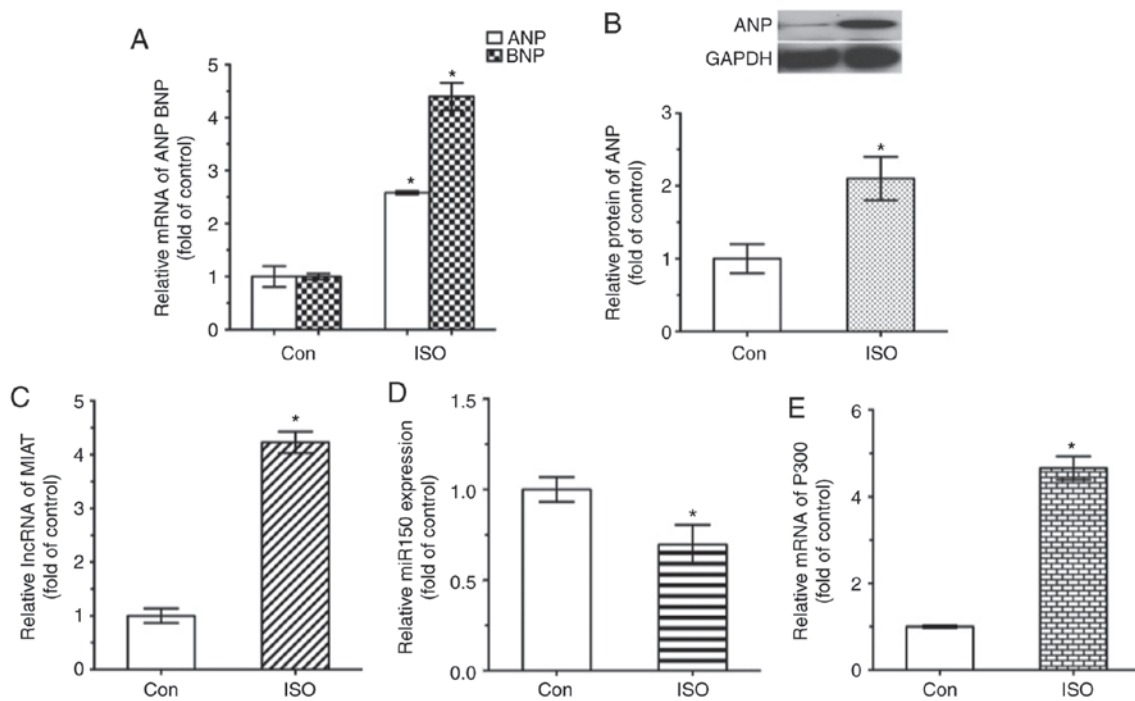 A
ANP
BNP
Relative mRNA of ANP BNP
(fold of control)
5
4
3
2
1
0
*
*
Con
ISO
B
ANP
GAPDH
Relative protein of ANP
(fold of control)
3
2
1
0
*
Con
ISO
C
Relative lncRNA of MIAT
(fold of control)
5
4
3
2
1
0
*
Con
ISO
D
Relative miR150 expression
(fold of control)
1.5
1.0
0.5
0.0
*
Con
ISO
E
Relative mRNA of P300
(fold of control)
6
4
2
0
*
Con
ISO